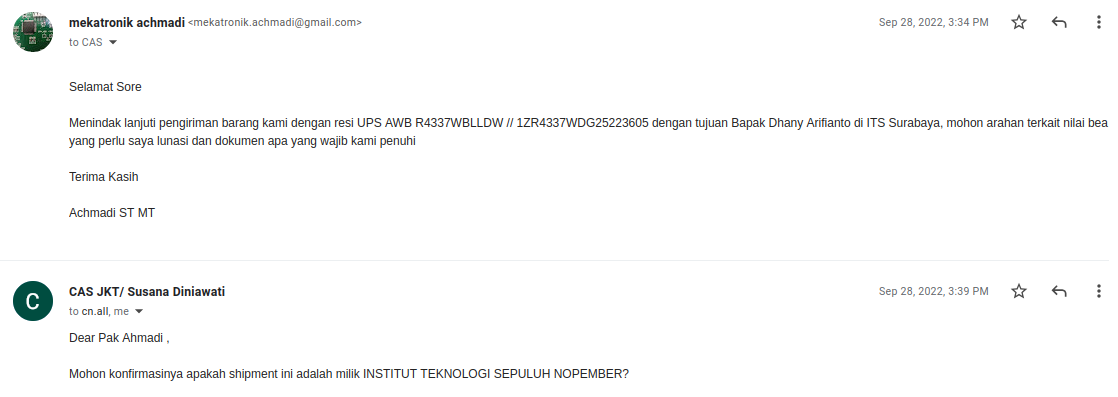 mekatronik achmadi <mekatronik.achmadi@gmail.com> Sep 28, 2022, 3:34 PM
to CAS
Selamat Sore
Menindak lanjuti pengiriman barang kami dengan resi UPS AWB R4337WBLLDW // 1ZR4337WDG25223605 dengan tujuan Bapak Dhany Arifianto di ITS Surabaya, mohon arahan terkait nilai bea
yang perlu saya lunasi dan dokumen apa yang wajib kami penuhi
Terima Kasih
Achmadi ST MT
C
CAS JKT/ Susana Diniawati Sep 28, 2022, 3:39 PM
to cn.all, me
Dear Pak Ahmadi ,
Mohon konfirmasinya apakah shipment ini adalah milik INSTITUT TEKNOLOGI SEPULUH NOPEMBER?